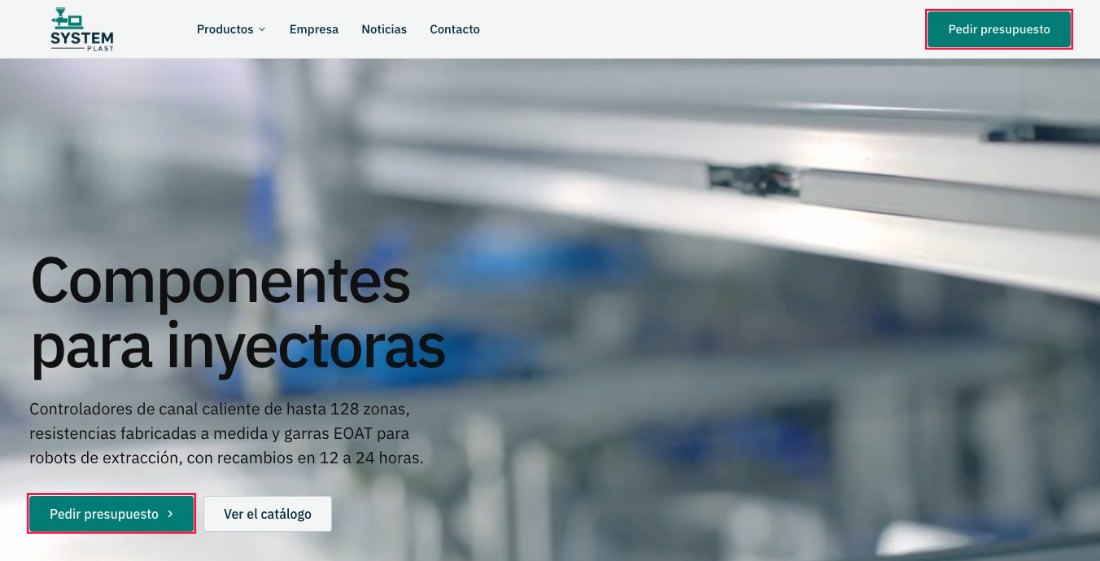 SYSTEM
PLAST
Productos
Empresa
Noticias
Contacto
Pedir presupuesto
Componentes
para inyectoras
Controladores de canal caliente de hasta 128 zonas,
resistencias fabricadas a medida y garras EOAT para
robots de extracción, con recambios en 12 a 24 horas.
Pedir presupuesto
Ver el catálogo